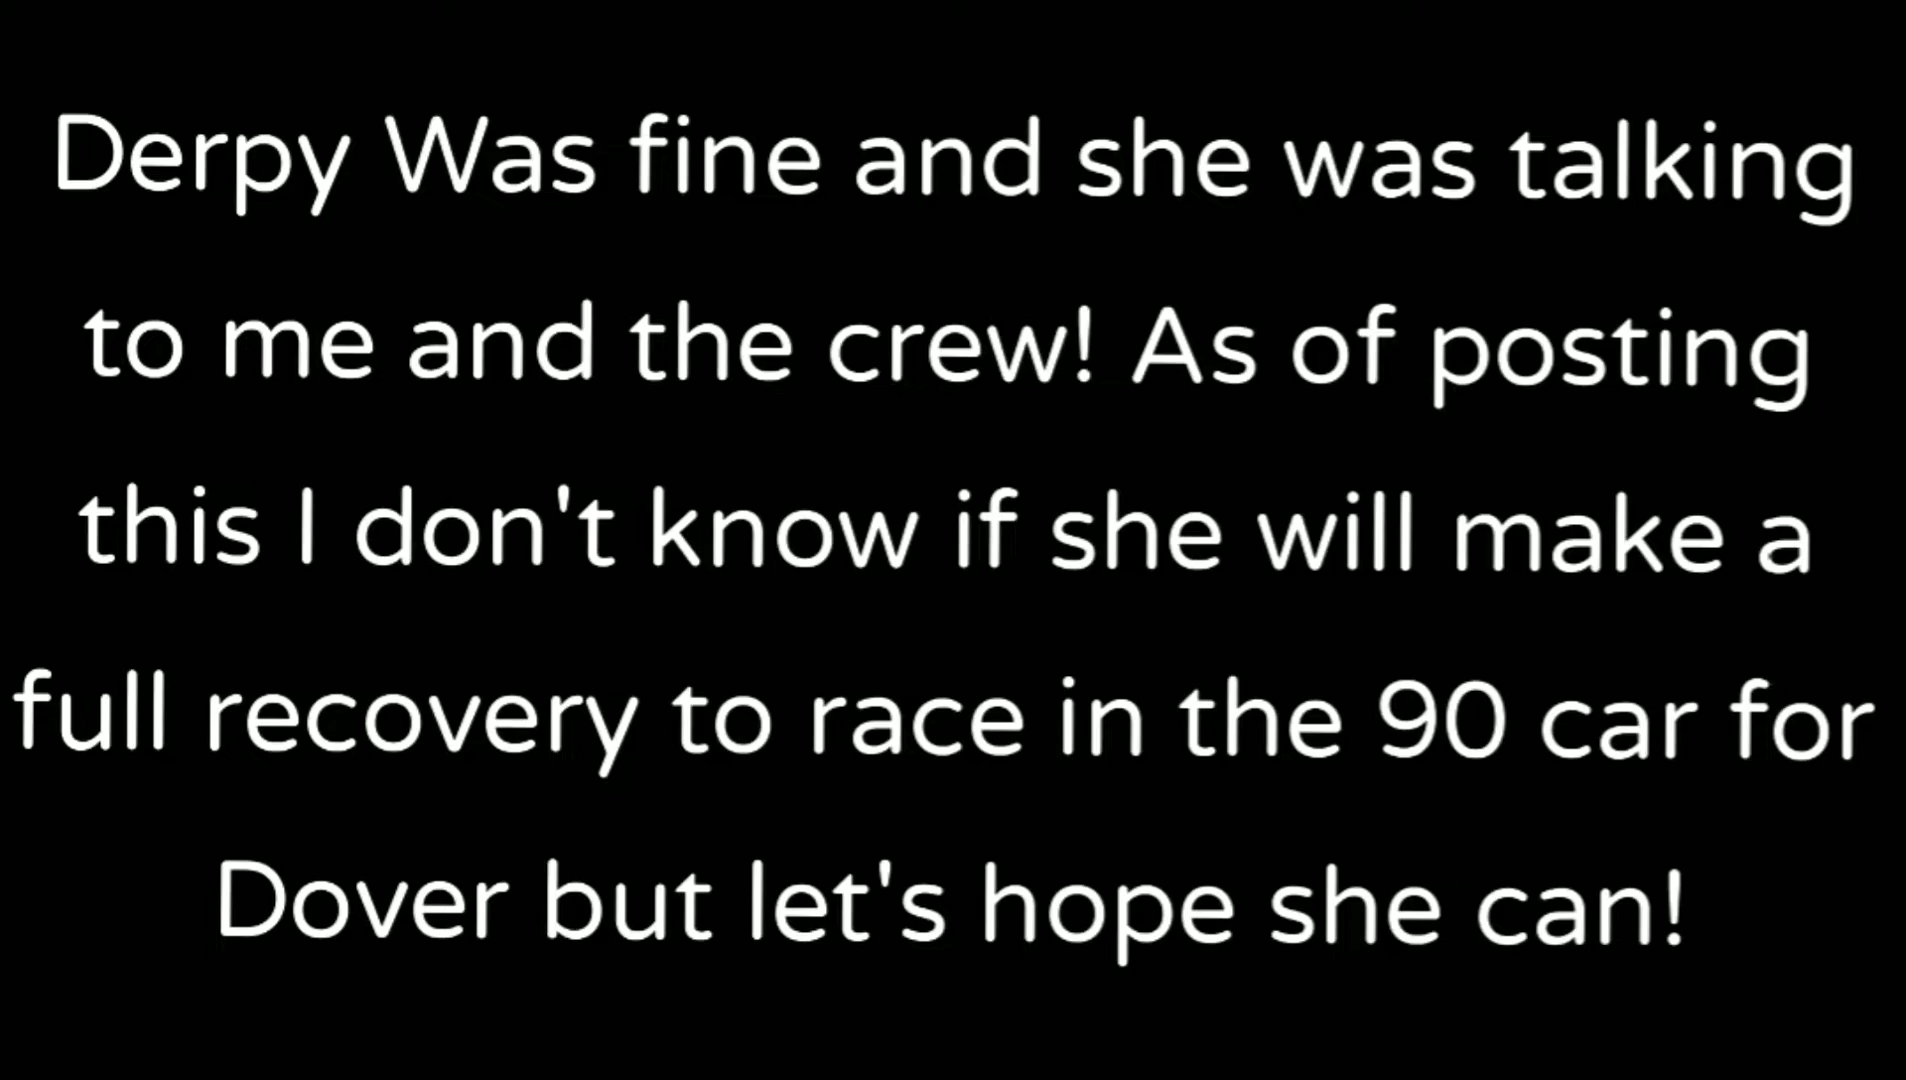 Derpy Was fine and she was talking
to me and the crew! As of posting
this I don't know if she will make a
full recovery to race in the 90 car for
Dover but let's hope she can!